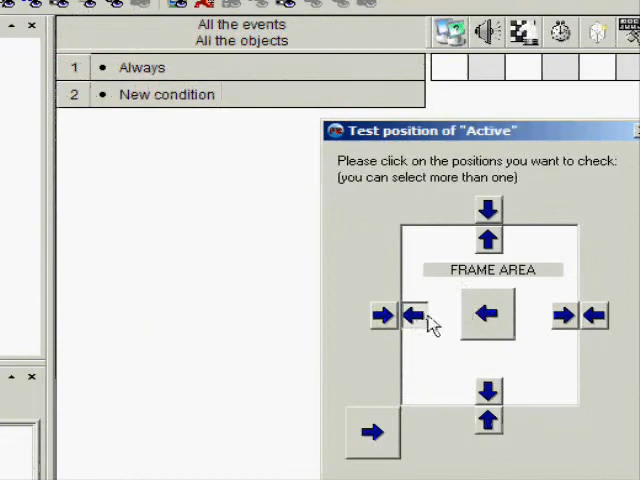 All the events
All the objects
1 • Always
2 • New condition
Test position of "Active"
Please click on the positions you want to check:
(you can select more than one)
FRAME AREA